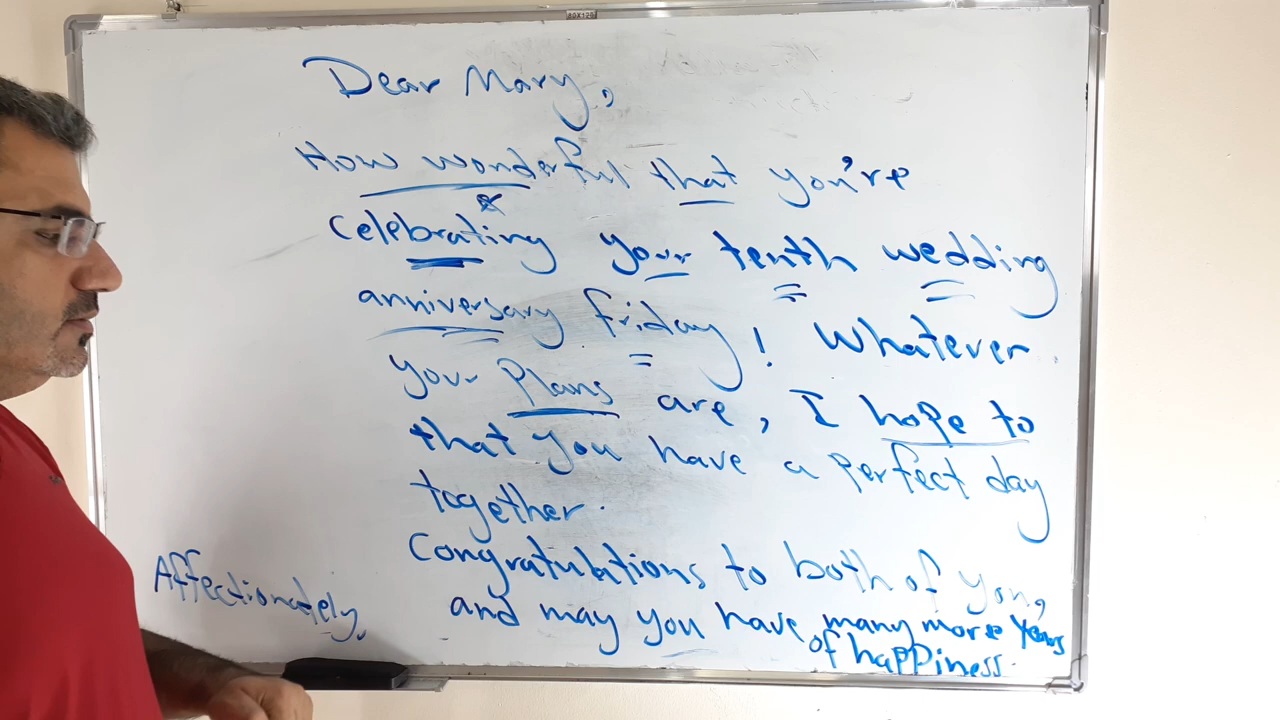 80X120
Dear Mary,
How wonderful that you're
celebrating your tenth wedding
anniversary Friday! Whatever
your plans are, I hope to
that you have a perfect day
together.
Congratulations to both of you,
and may you have many more years
of happiness.
Affectionately,